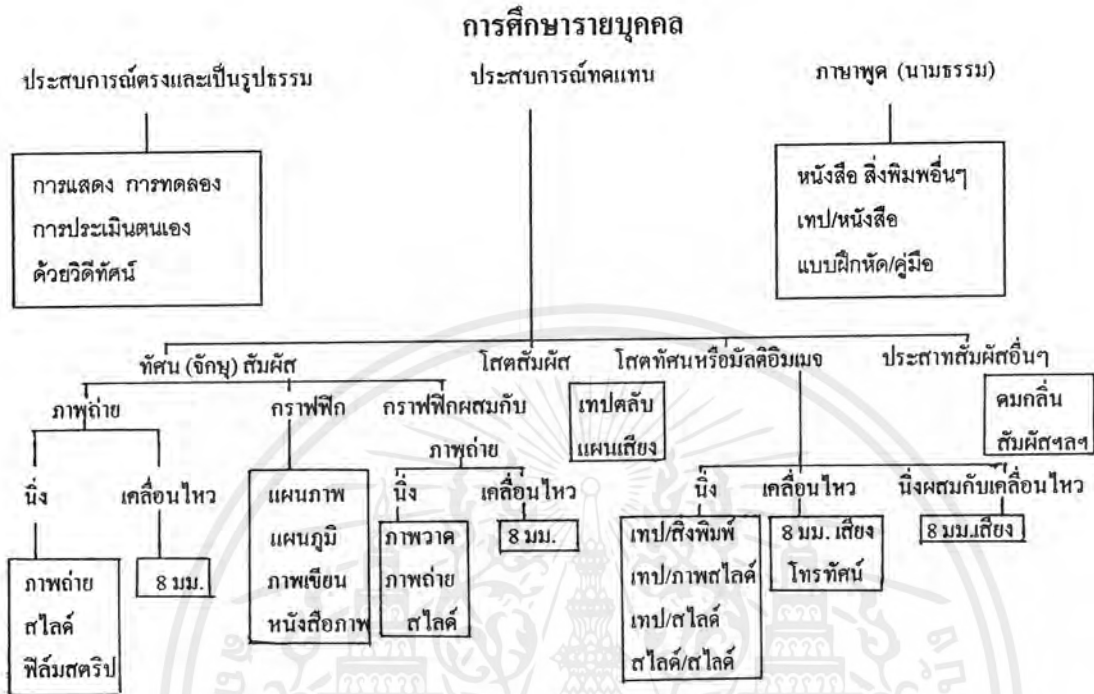 การศึกษารายบุคคล
ประสบการณ์ตรงและเป็นรูปธรรม
ประสบการณ์ทดแทน
ภาษาพูด (นามธรรม)
การแสดง การทดลอง
การประเมินตนเอง
ด้วยวิดีทัศน์
หนังสือ สิ่งพิมพอื่นๆ
เทป/หนังสือ
แบบฝึกหัด/คู่มือ
ทัศน (จักษุ) สัมผัส
โสตสัมผัส
โสตทัศนหรือมัลติอิมเมจ
ประสาทสัมผัสอื่นๆ
ภาพถ่าย
กราฟฟิก
กราฟฟิกผสมกับ
ภาพถ่าย
เทปตลับ
แผนเสียง
ดมกลิ่น
สัมผัสฯลฯ
นิ่ง
เคลื่อนไหว
นิ่ง
เคลื่อนไหว
นิ่ง
เคลื่อนไหว
นิ่งผสมกับเคลื่อนไหว
ภาพถ่าย
สไลด์
ฟิล์มสตริป
8 มม.
แผนภาพ
แผนภูมิ
ภาพเขียน
หนังสือภาพ
ภาพวาด
ภาพถ่าย
สไลด์
8 มม.
เทป/สิ่งพิมพ์
เทป/ภาพสไลด์
เทป/สไลด์
สไลด์/สไลด์
8 มม. เสียง
โทรทัศน์
8 มม.เสียง